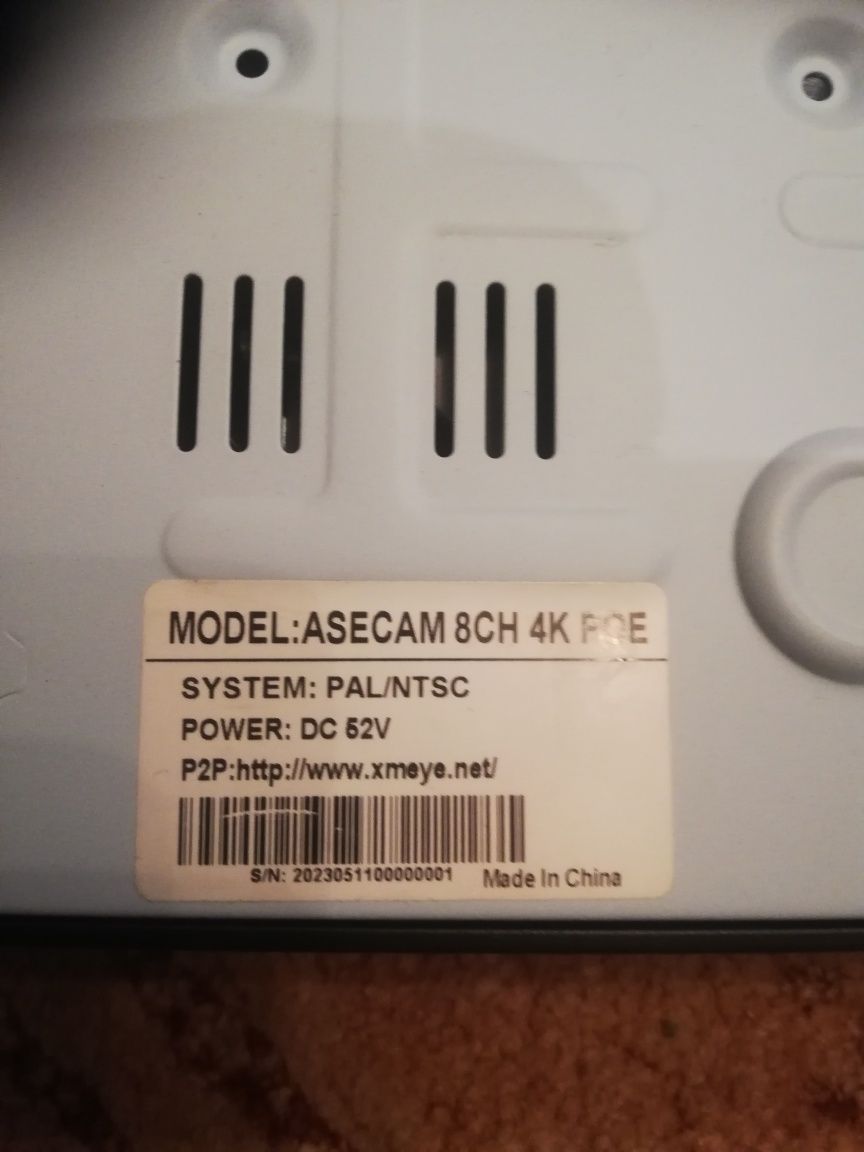 MODEL:ASECAM 8CH 4K POE
SYSTEM: PAL/NTSC
POWER: DC 52V
P2P:http://www.xmeye.net/
S/N: 2023051100000001 Made In China